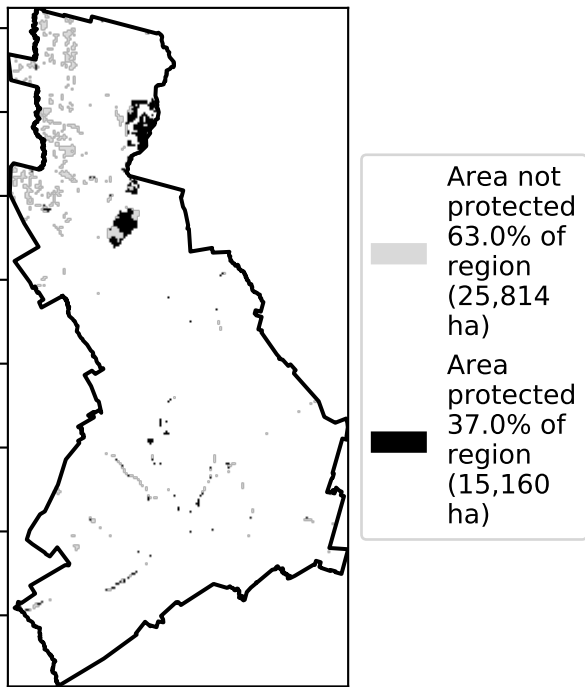 Area not
protected
63.0% of
region
(25,814
ha)
Area
protected
37.0% of
region
(15,160
ha)